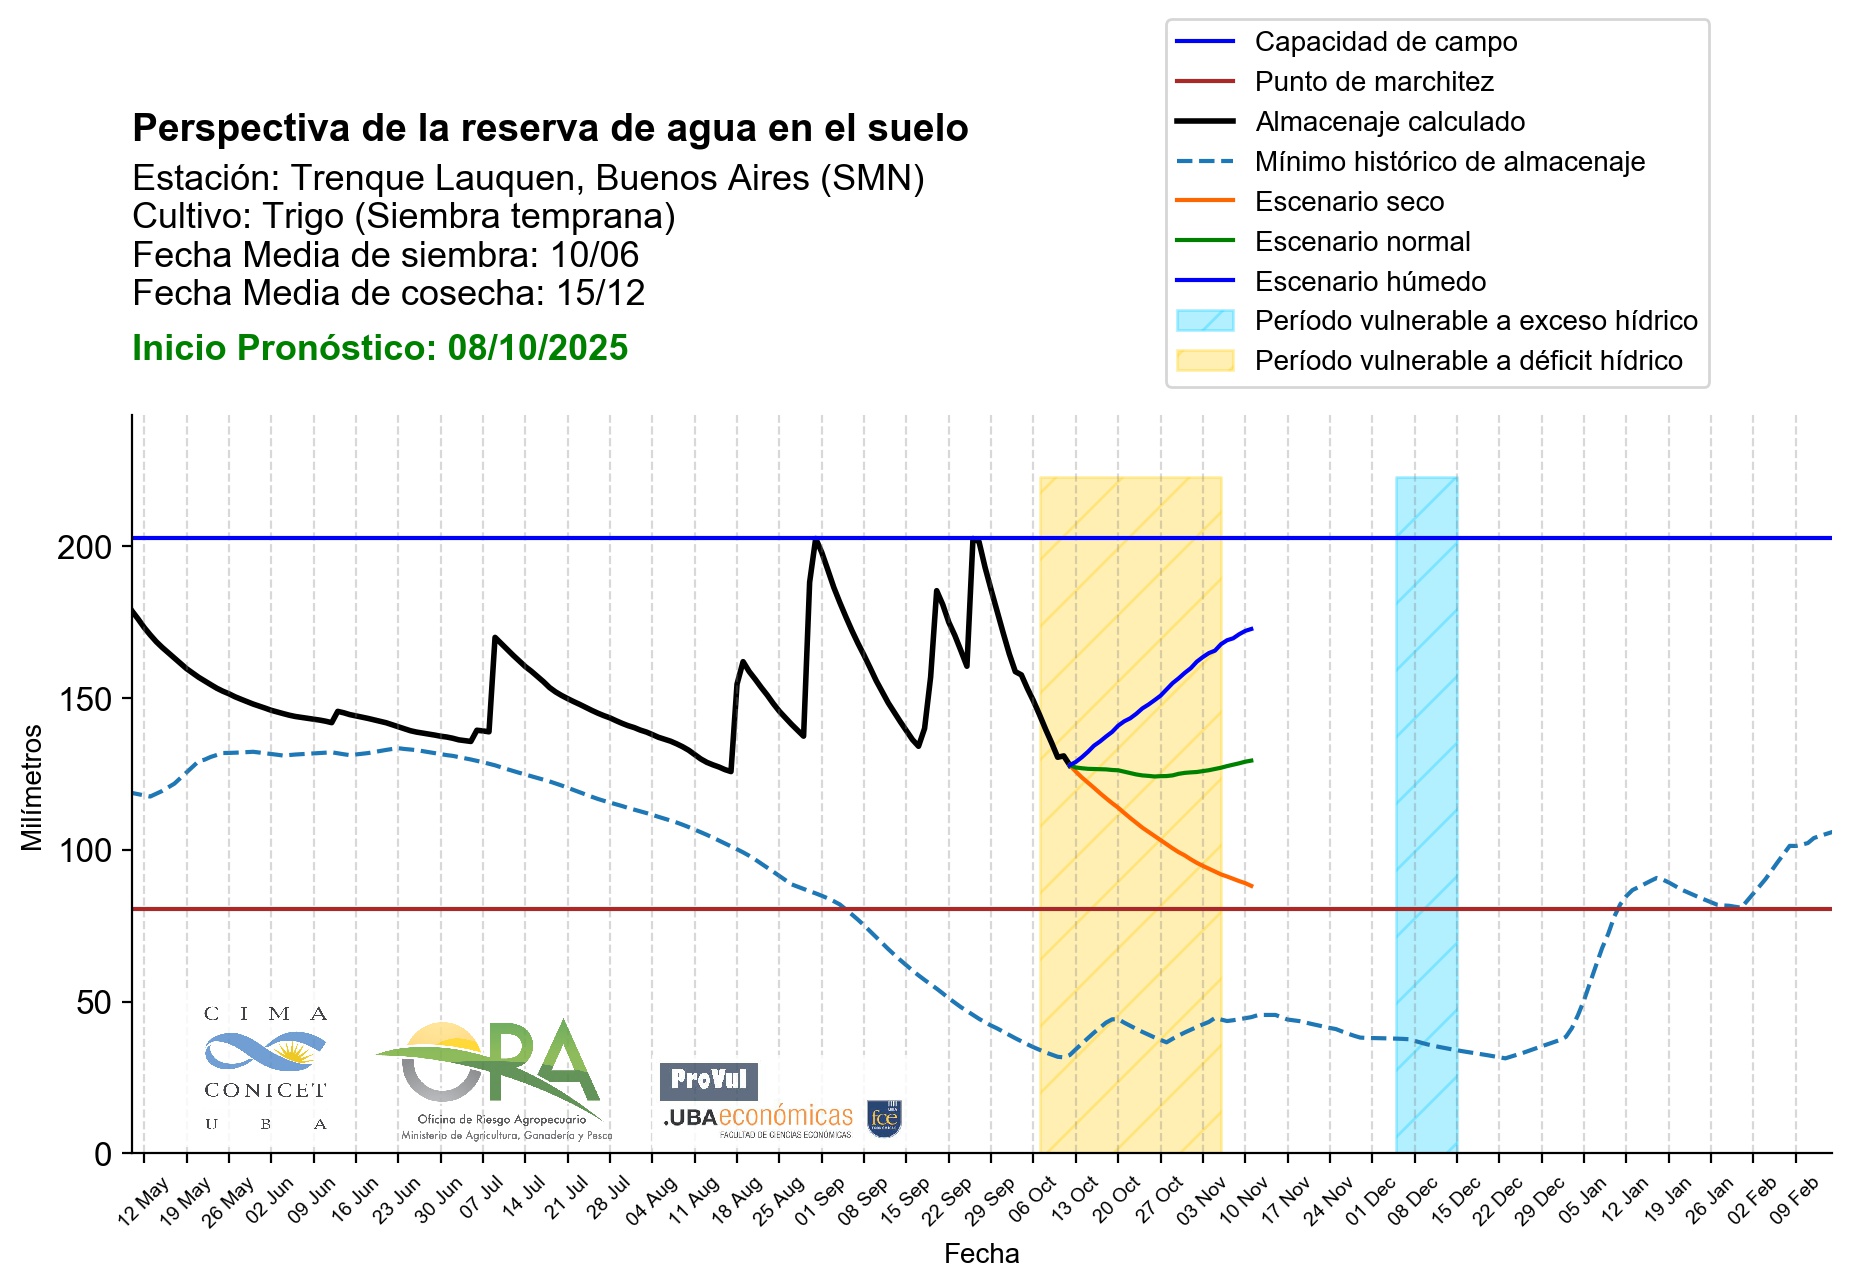 Capacidad de campo
Punto de marchitez
Almacenaje calculado
Mínimo histórico de almacenaje
Escenario seco
Escenario normal
Escenario húmedo
Período vulnerable a exceso hídrico
Período vulnerable a déficit hídrico
Perspectiva de la reserva de agua en el suelo
Estación: Trenque Lauquen, Buenos Aires (SMN)
Cultivo: Trigo (Siembra temprana)
Fecha Media de siembra: 10/06
Fecha Media de cosecha: 15/12
Inicio Pronóstico: 08/10/2025
Milímetros
200
150
100
50
0
CIMA
CONICET
UBA
ORA
Oficina de Riesgo Agropecuario
Ministerio de Agricultura, Ganadería y Pesca
ProVul
.UBAeconómicas
FACULTAD DE CIENCIAS ECONÓMICAS
fce
12 May
19 May
26 May
02 Jun
09 Jun
16 Jun
23 Jun
30 Jun
07 Jul
14 Jul
21 Jul
28 Jul
04 Aug
11 Aug
18 Aug
25 Aug
01 Sep
08 Sep
15 Sep
22 Sep
29 Sep
06 Oct
13 Oct
20 Oct
27 Oct
03 Nov
10 Nov
17 Nov
24 Nov
01 Dec
08 Dec
15 Dec
22 Dec
29 Dec
05 Jan
12 Jan
19 Jan
26 Jan
02 Feb
09 Feb
Fecha